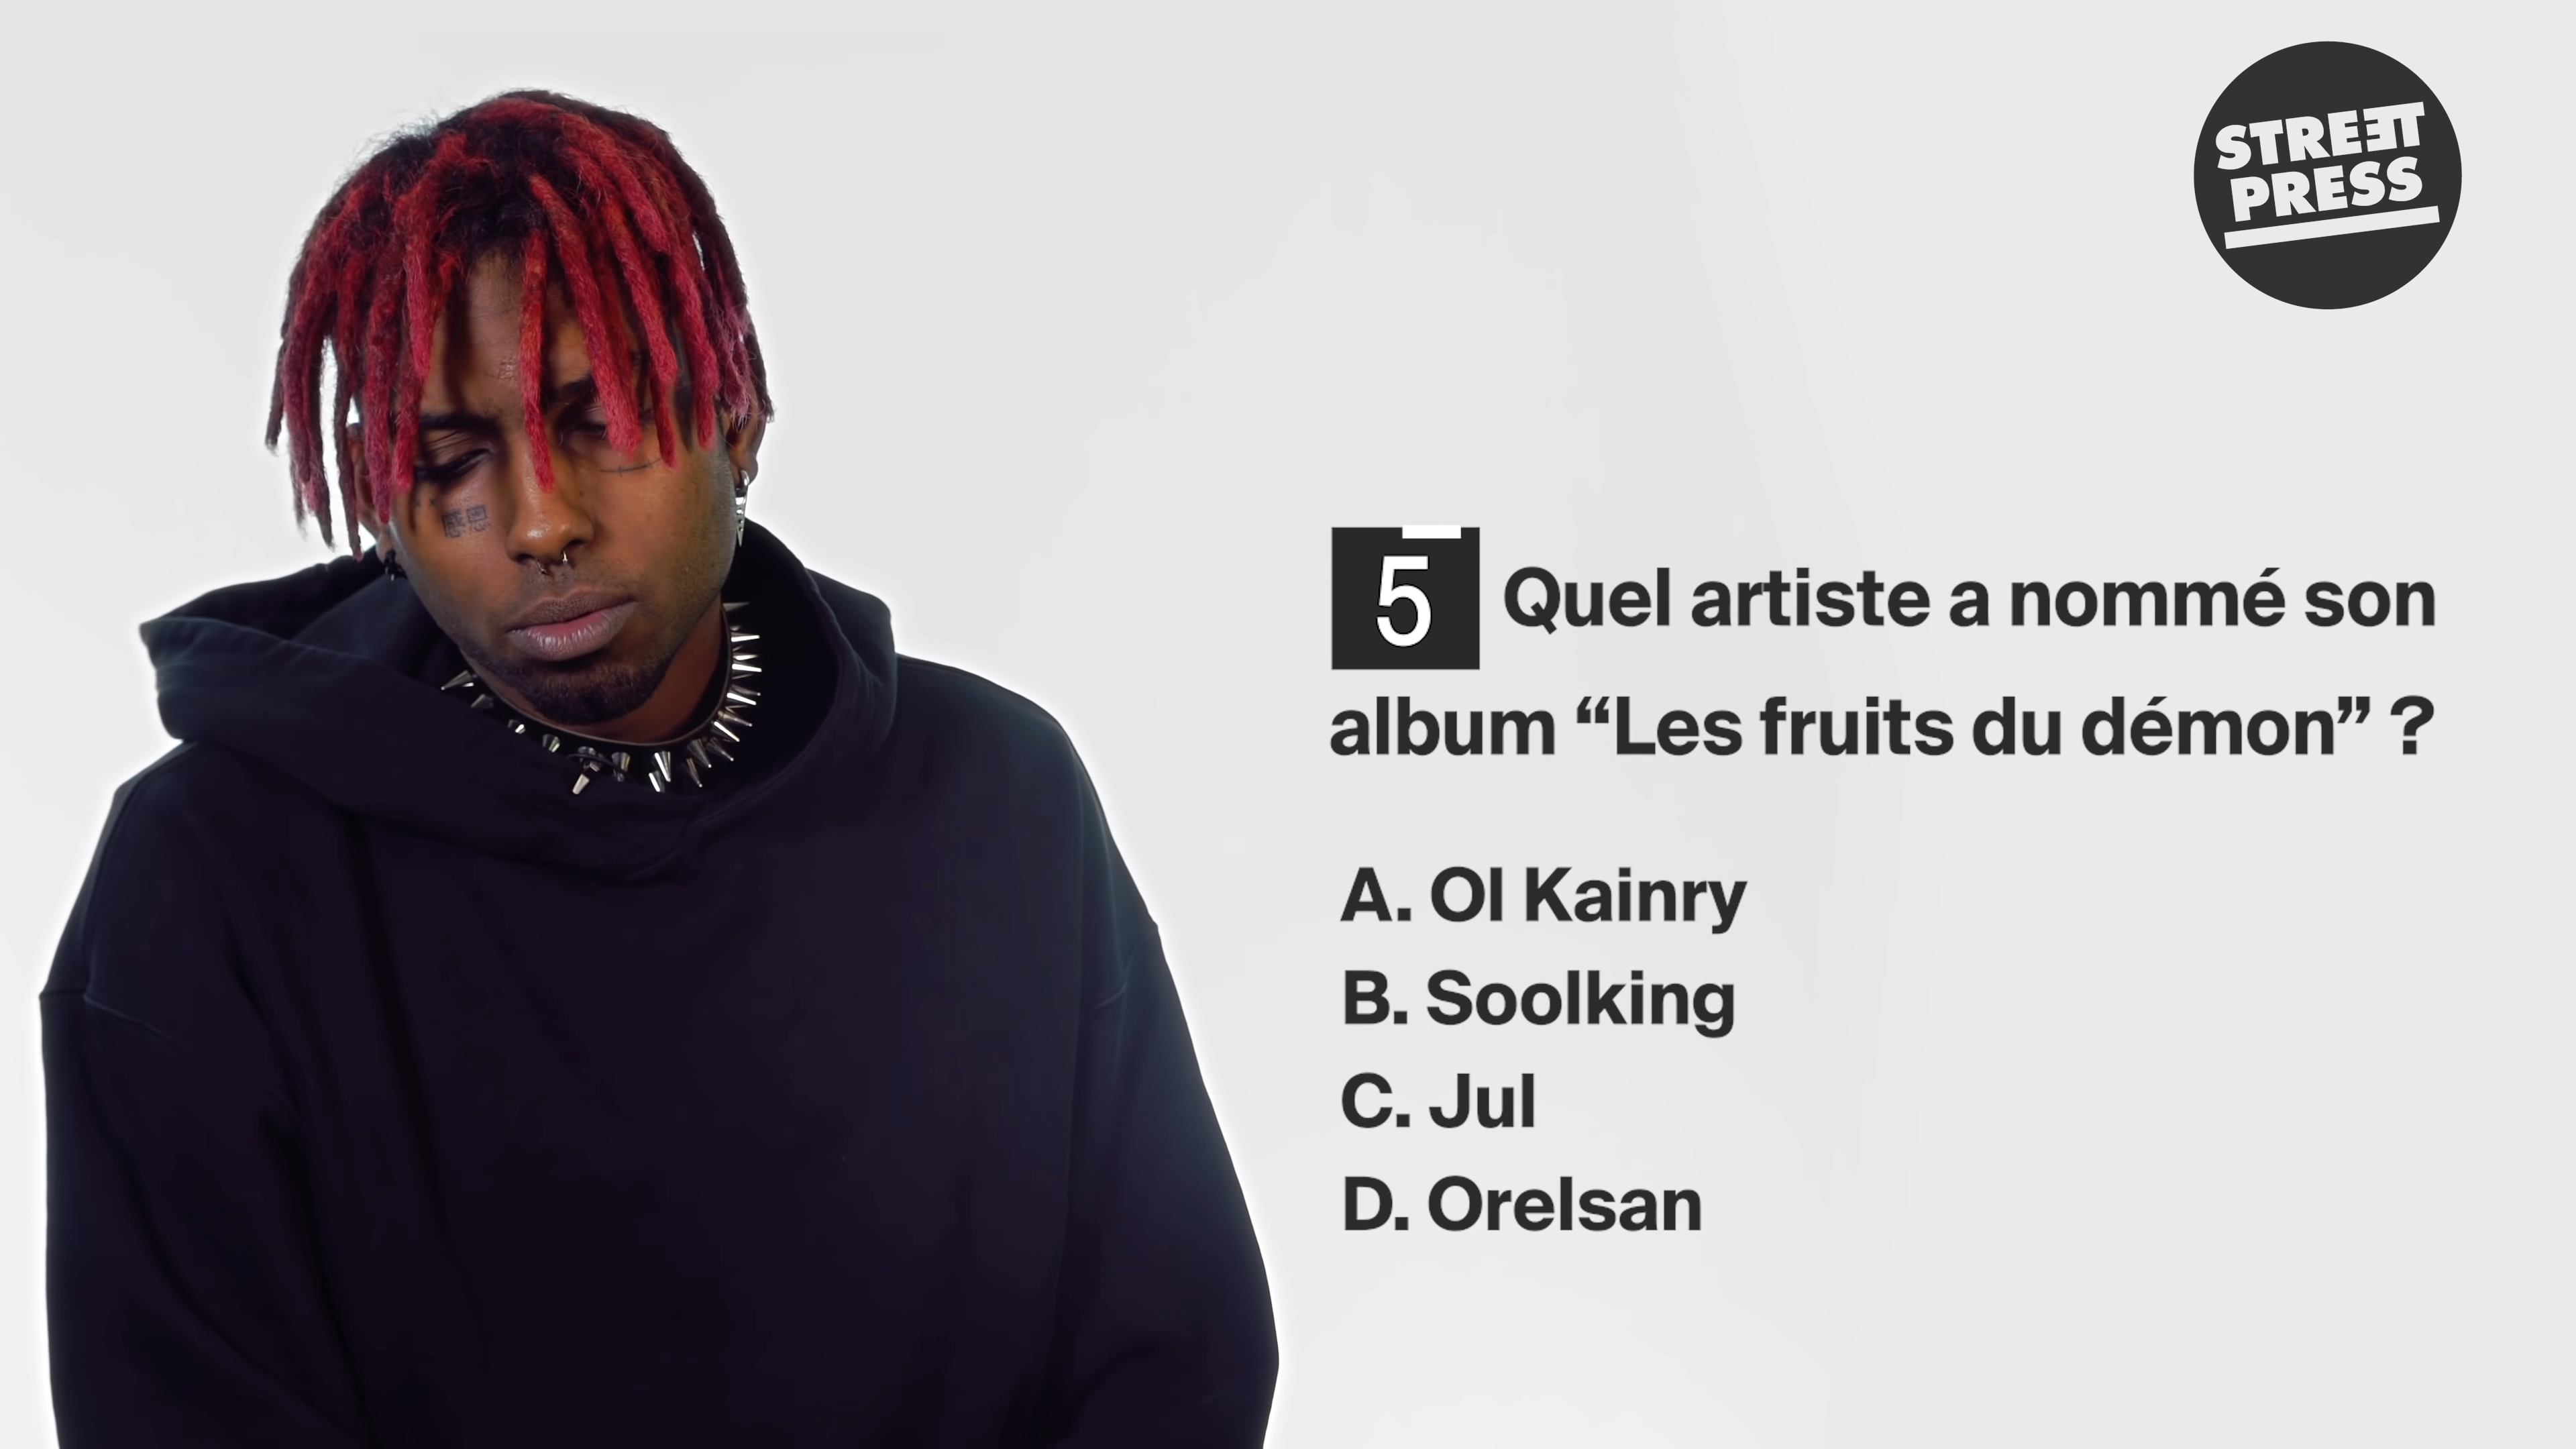 STREET
PRESS
5 Quel artiste a nommé son
album “Les fruits du démon” ?
A. Ol Kainry
B. Soolking
C. Jul
D. Orelsan